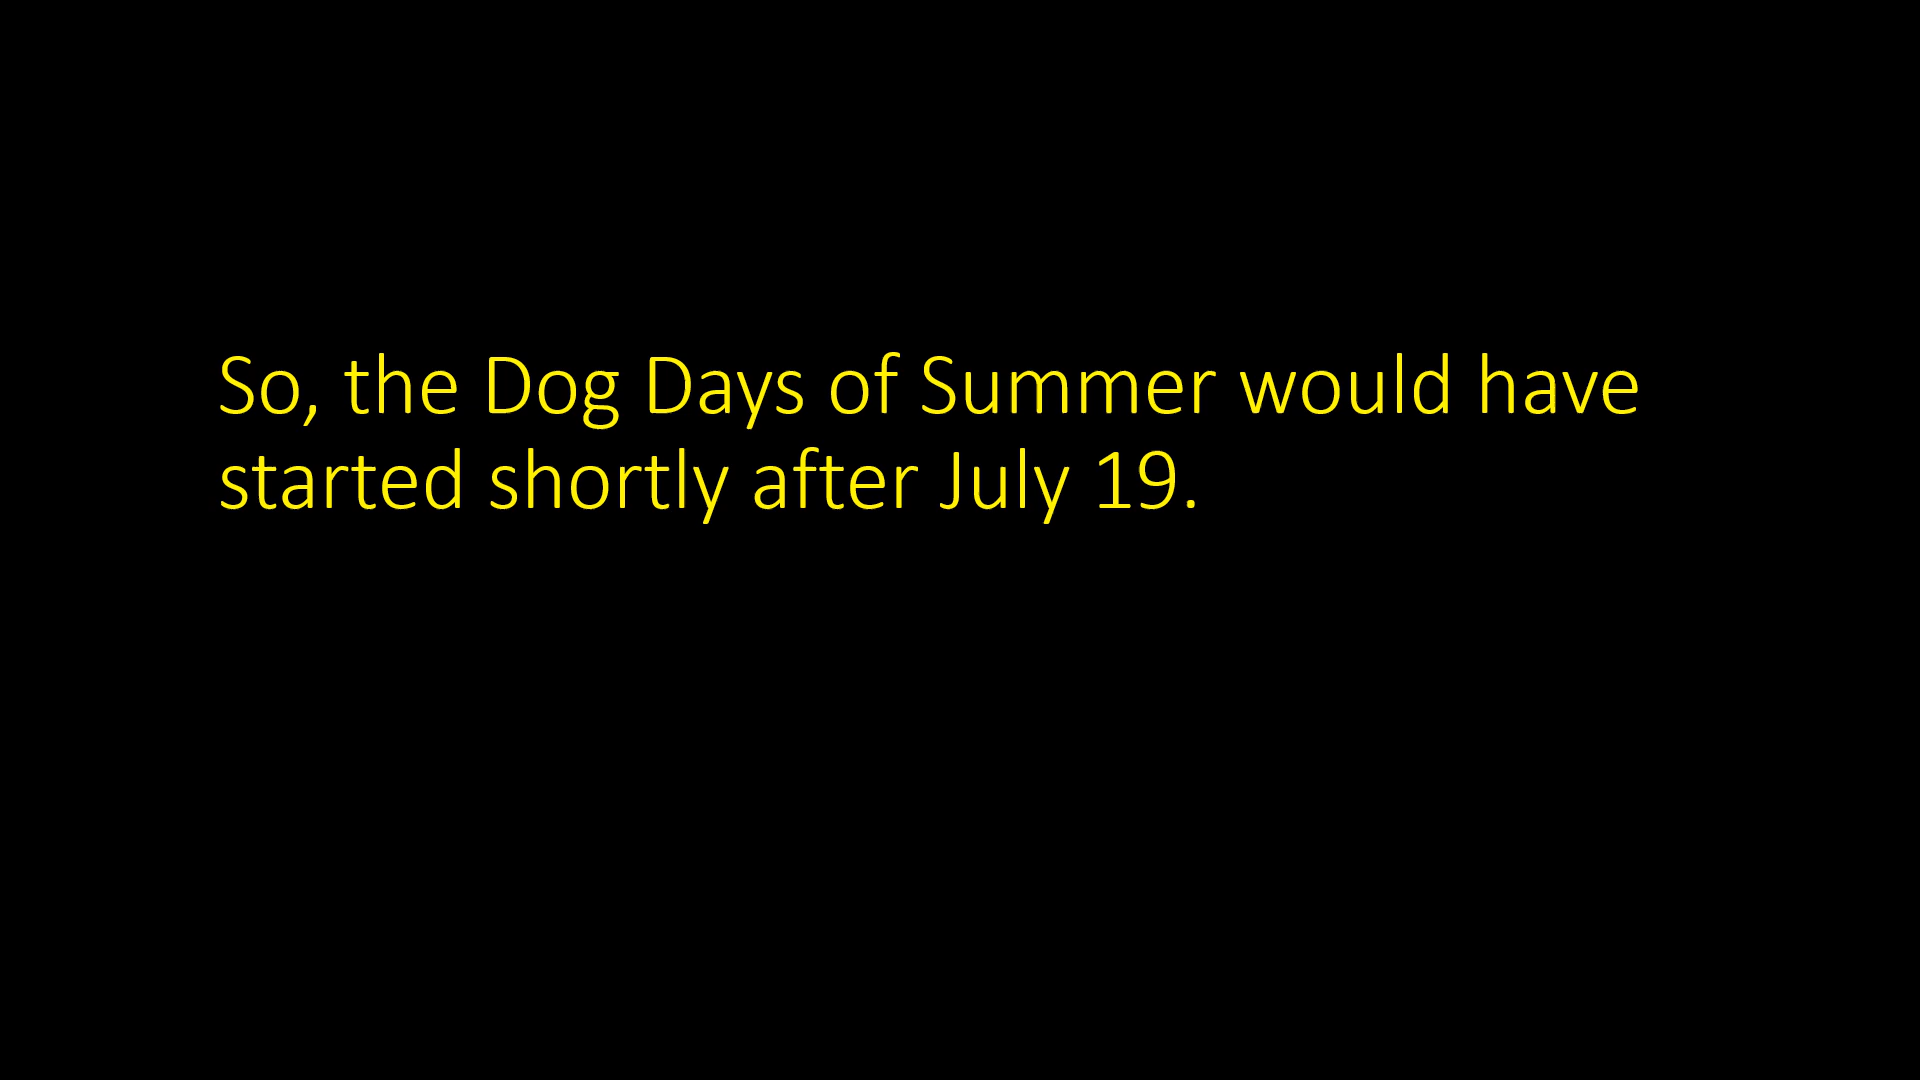 So, the Dog Days of Summer would have
started shortly after July 19.